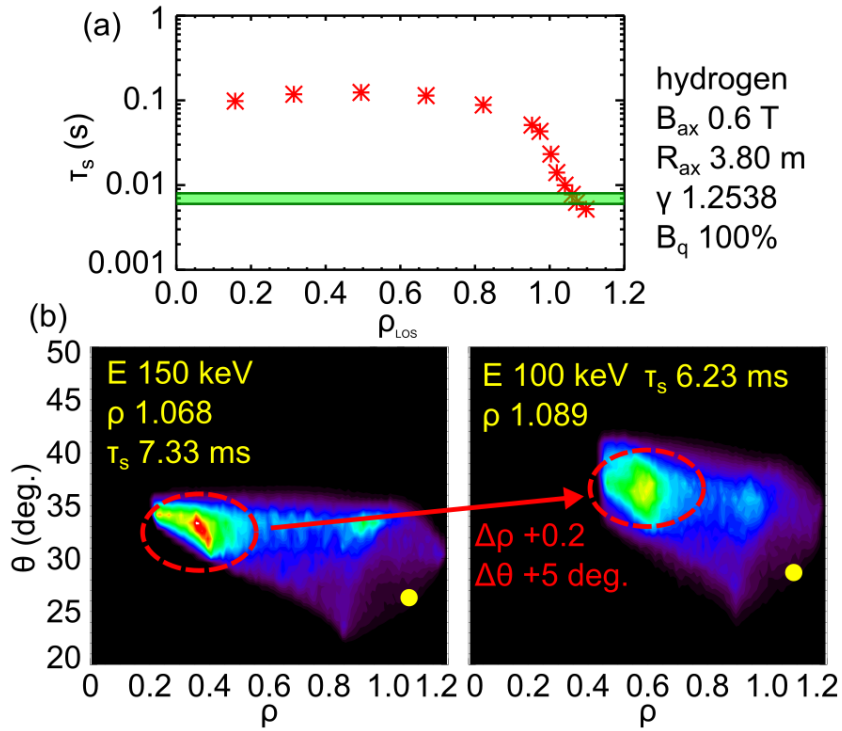 (a)
1
0.1
0.01
0.001
τs (s)
0.0 0.2 0.4 0.6 0.8 1.0 1.2
ρLOS
hydrogen
Bax 0.6 T
Rax 3.80 m
γ 1.2538
Bq 100%
(b)
50
45
40
35
30
25
20
θ (deg.)
E 150 keV
ρ 1.068
τs 7.33 ms
0 0.2 0.4 0.6 0.8 1.0 1.2
ρ
E 100 keV τs 6.23 ms
ρ 1.089
Δρ +0.2
Δθ +5 deg.
0 0.2 0.4 0.6 0.8 1.0 1.2
ρ